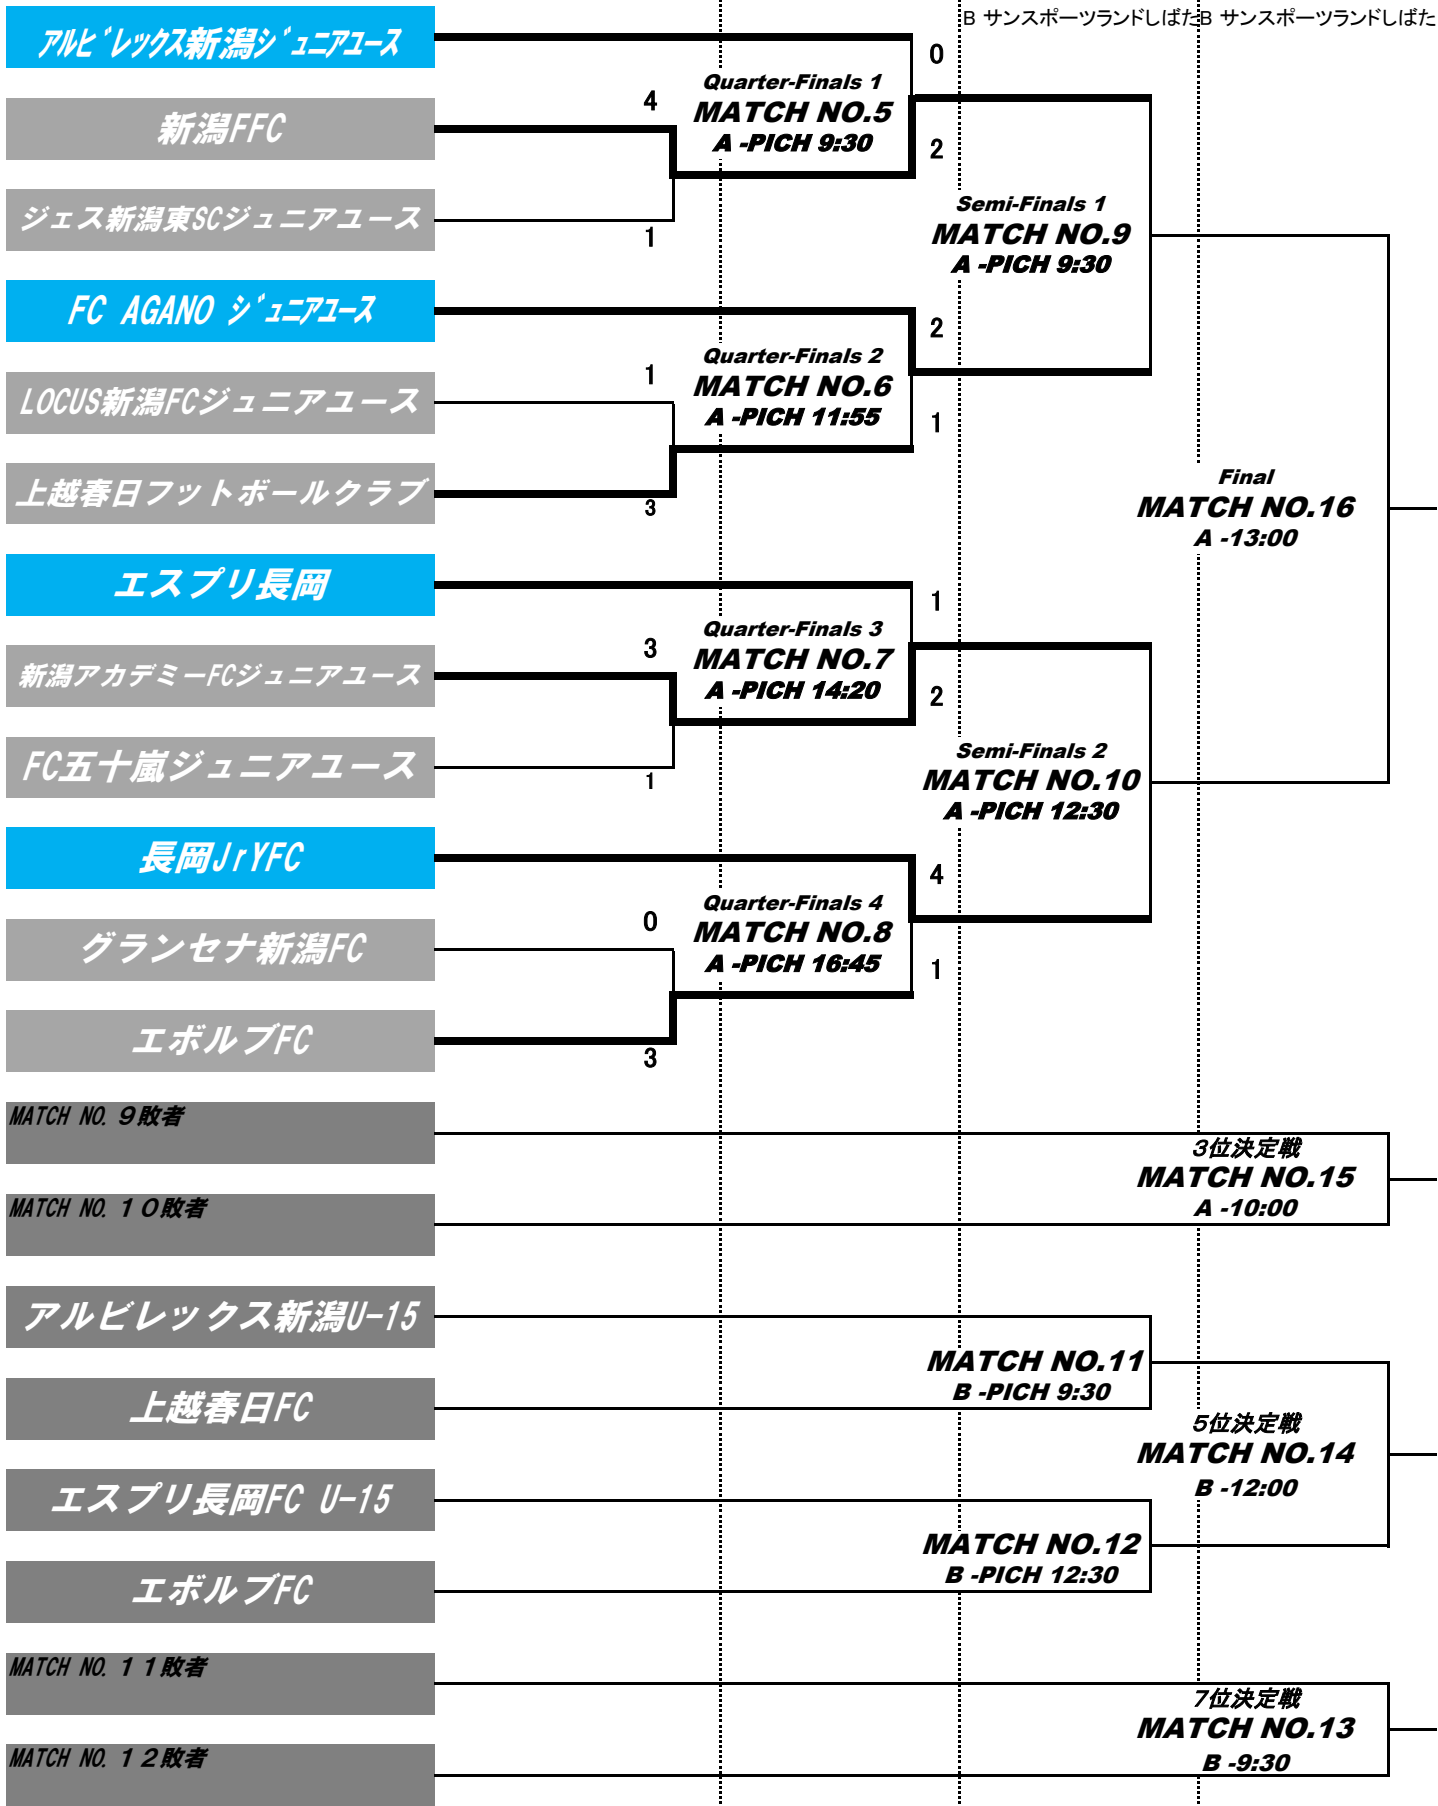 B サンスポーツランドしばた
B サンスポーツランドしばた
アルビレックス新潟ジュニアユース
0
Quarter-Finals 1
4
MATCH NO.5
新潟FFC
A -PICH 9:30
2
ジェス新潟東SCジュニアユース
Semi-Finals 1
1
MATCH NO.9
A -PICH 9:30
FC AGANO ジュニアユース
2
Quarter-Finals 2
1
MATCH NO.6
LOCUS新潟FCジュニアユース
A -PICH 11:55
1
Final
上越春日フットボールクラブ
3
MATCH NO.16
A -13:00
エスプリ長岡
1
Quarter-Finals 3
3
MATCH NO.7
新潟アカデミーFCジュニアユース
A -PICH 14:20
2
Semi-Finals 2
FC五十嵐ジュニアユース
1
MATCH NO.10
A -PICH 12:30
長岡JrYFC
4
Quarter-Finals 4
0
MATCH NO.8
グランセナ新潟FC
A -PICH 16:45
1
エボルブFC
3
MATCH NO.９敗者
3位決定戦
MATCH NO.15
MATCH NO.１０敗者
A -10:00
アルビレックス新潟U-15
MATCH NO.11
B -PICH 9:30
上越春日FC
5位決定戦
MATCH NO.14
エスプリ長岡FC U-15
B -12:00
MATCH NO.12
B -PICH 12:30
エボルブFC
MATCH NO.１１敗者
7位決定戦
MATCH NO.13
MATCH NO.１２敗者
B -9:30